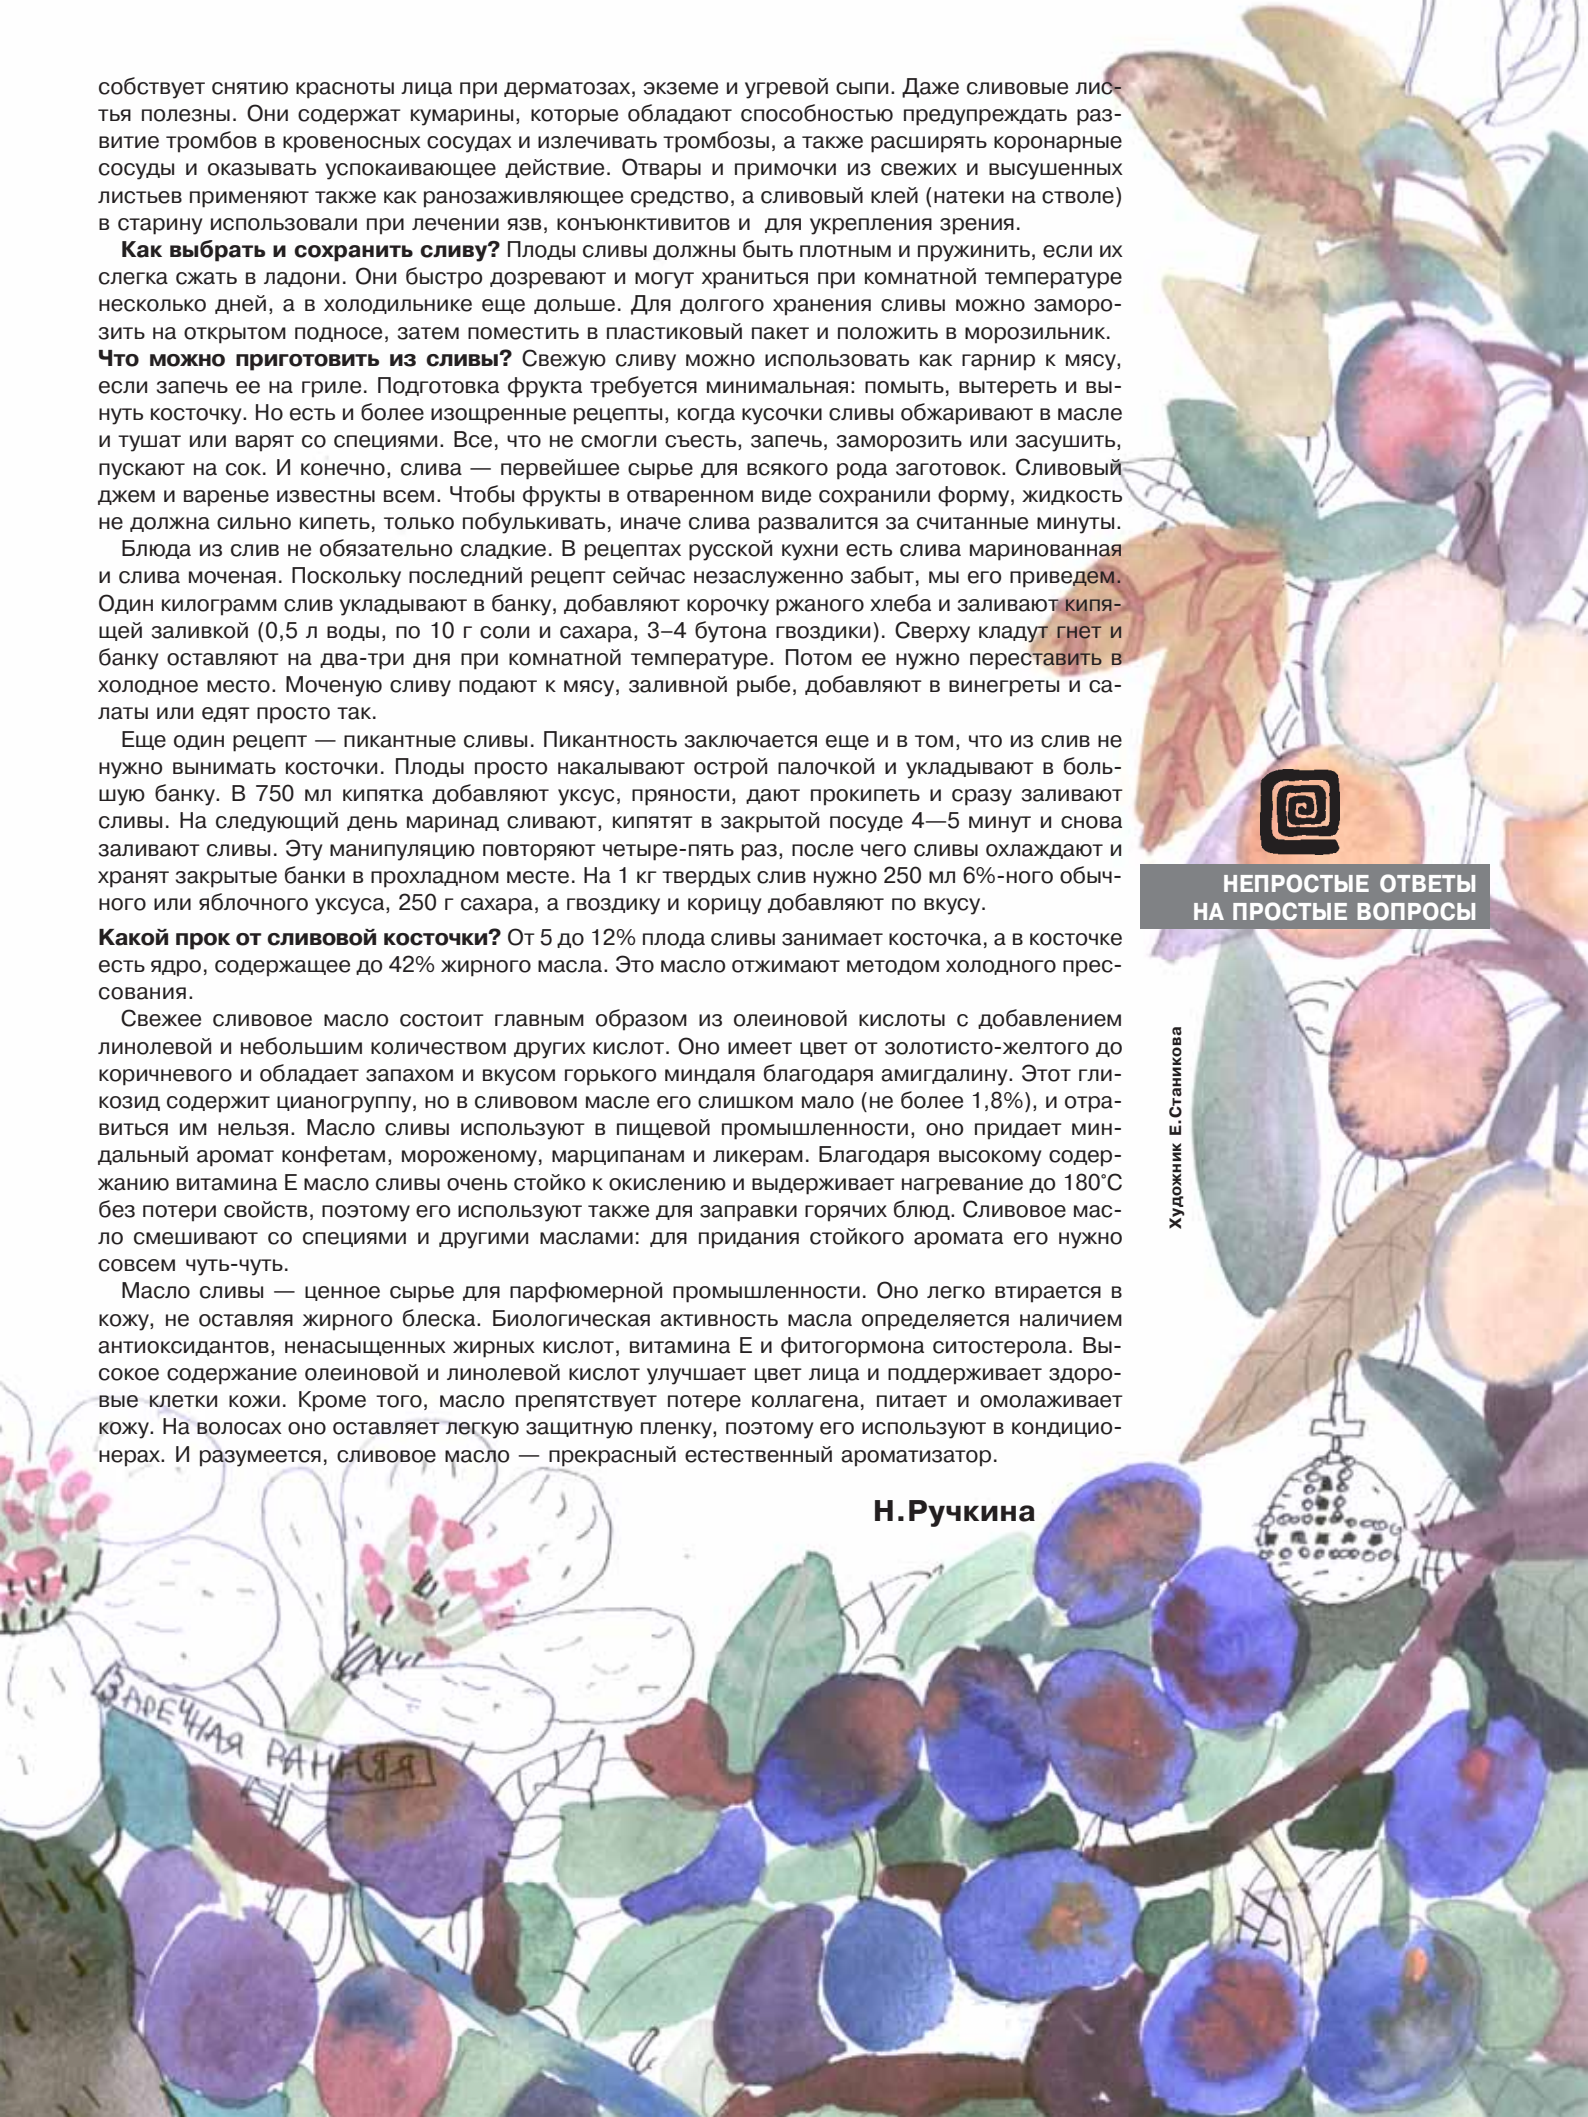 собствует снятию красноты лица при дерматозах, экземе и угревой сыпи. Даже сливовые лис-
тья полезны. Они содержат кумарины, которые обладают способностью предупреждать раз-
витие тромбов в кровеносных сосудах и излечивать тромбозы, а также расширять коронарные
сосуды и оказывать успокаивающее действие. Отвары и примочки из свежих и высушенных
листьев применяют также как ранозаживляющее средство, а сливовый клей (натеки на стволе)
в старину использовали при лечении язв, конъюнктивитов и для укрепления зрения.
Как выбрать и сохранить сливу? Плоды сливы должны быть плотным и пружинить, если их
слегка сжать в ладони. Они быстро дозревают и могут храниться при комнатной температуре
несколько дней, а в холодильнике еще дольше. Для долгого хранения сливы можно заморо-
зить на открытом подносе, затем поместить в пластиковый пакет и положить в морозильник.
Что можно приготовить из сливы? Свежую сливу можно использовать как гарнир к мясу,
если запечь ее на гриле. Подготовка фрукта требуется минимальная: помыть, вытереть и вы-
нуть косточку. Но есть и более изощренные рецепты, когда кусочки сливы обжаривают в масле
и тушат или варят со специями. Все, что не смогли съесть, запечь, заморозить или засушить,
пускают на сок. И конечно, слива — первейшее сырье для всякого рода заготовок. Сливовый
джем и варенье известны всем. Чтобы фрукты в отваренном виде сохранили форму, жидкость
не должна сильно кипеть, только побулькивать, иначе слива развалится за считанные минуты.
Блюда из слив не обязательно сладкие. В рецептах русской кухни есть слива маринованная
и слива моченая. Поскольку последний рецепт сейчас незаслуженно забыт, мы его приведем.
Один килограмм слив укладывают в банку, добавляют корочку ржаного хлеба и заливают кипя-
щей заливкой (0,5 л воды, по 10 г соли и сахара, 3–4 бутона гвоздики). Сверху кладут гнет и
банку оставляют на два-три дня при комнатной температуре. Потом ее нужно переставить в
холодное место. Моченую сливу подают к мясу, заливной рыбе, добавляют в винегреты и са-
латы или едят просто так.
Еще один рецепт — пикантные сливы. Пикантность заключается еще и в том, что из слив не
нужно вынимать косточки. Плоды просто накалывают острой палочкой и укладывают в боль-
шую банку. В 750 мл кипятка добавляют уксус, пряности, дают прокипеть и сразу заливают
сливы. На следующий день маринад сливают, кипятят в закрытой посуде 4—5 минут и снова
заливают сливы. Эту манипуляцию повторяют четыре-пять раз, после чего сливы охлаждают и
хранят закрытые банки в прохладном месте. На 1 кг твердых слив нужно 250 мл 6%-ного обыч-
ного или яблочного уксуса, 250 г сахара, а гвоздику и корицу добавляют по вкусу.
Какой прок от сливовой косточки? От 5 до 12% плода сливы занимает косточка, а в косточке
есть ядро, содержащее до 42% жирного масла. Это масло отжимают методом холодного прес-
сования.
Свежее сливовое масло состоит главным образом из олеиновой кислоты с добавлением
линолевой и небольшим количеством других кислот. Оно имеет цвет от золотисто-желтого до
коричневого и обладает запахом и вкусом горького миндаля благодаря амигдалину. Этот гли-
козид содержит цианогруппу, но в сливовом масле его слишком мало (не более 1,8%), и отра-
виться им нельзя. Масло сливы используют в пищевой промышленности, оно придает мин-
дальный аромат конфетам, мороженому, марципанам и ликерам. Благодаря высокому содер-
жанию витамина Е масло сливы очень стойко к окислению и выдерживает нагревание до 180°С
без потери свойств, поэтому его используют также для заправки горячих блюд. Сливовое мас-
ло смешивают со специями и другими маслами: для придания стойкого аромата его нужно
совсем чуть-чуть.
Масло сливы — ценное сырье для парфюмерной промышленности. Оно легко втирается в
кожу, не оставляя жирного блеска. Биологическая активность масла определяется наличием
антиоксидантов, ненасыщенных жирных кислот, витамина Е и фитогормона ситостерола. Вы-
сокое содержание олеиновой и линолевой кислот улучшает цвет лица и поддерживает здоро-
вые клетки кожи. Кроме того, масло препятствует потере коллагена, питает и омолаживает
кожу. На волосах оно оставляет легкую защитную пленку, поэтому его используют в кондицио-
нерах. И разумеется, сливовое масло — прекрасный естественный ароматизатор.
Н.Ручкина
НЕПРОСТЫЕ ОТВЕТЫ
НА ПРОСТЫЕ ВОПРОСЫ
Художник Е.Станикова
ЗАРЕЧНАЯ РАННЯЯ